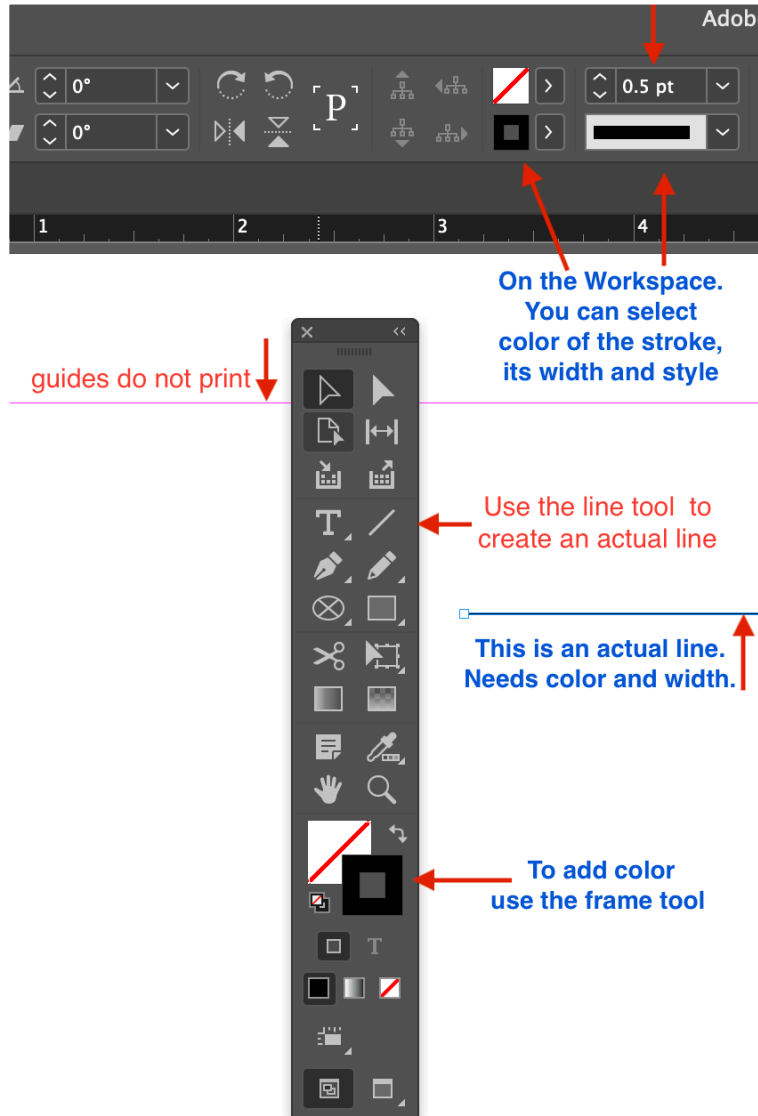 Adobe
0°
0.5 pt
P
0°
1 2 3 4
On the Workspace.
You can select
color of the stroke,
its width and style
guides do not print
Use the line tool  to
create an actual line
T
This is an actual line.
Needs color and width.
To add color
use the frame tool
T